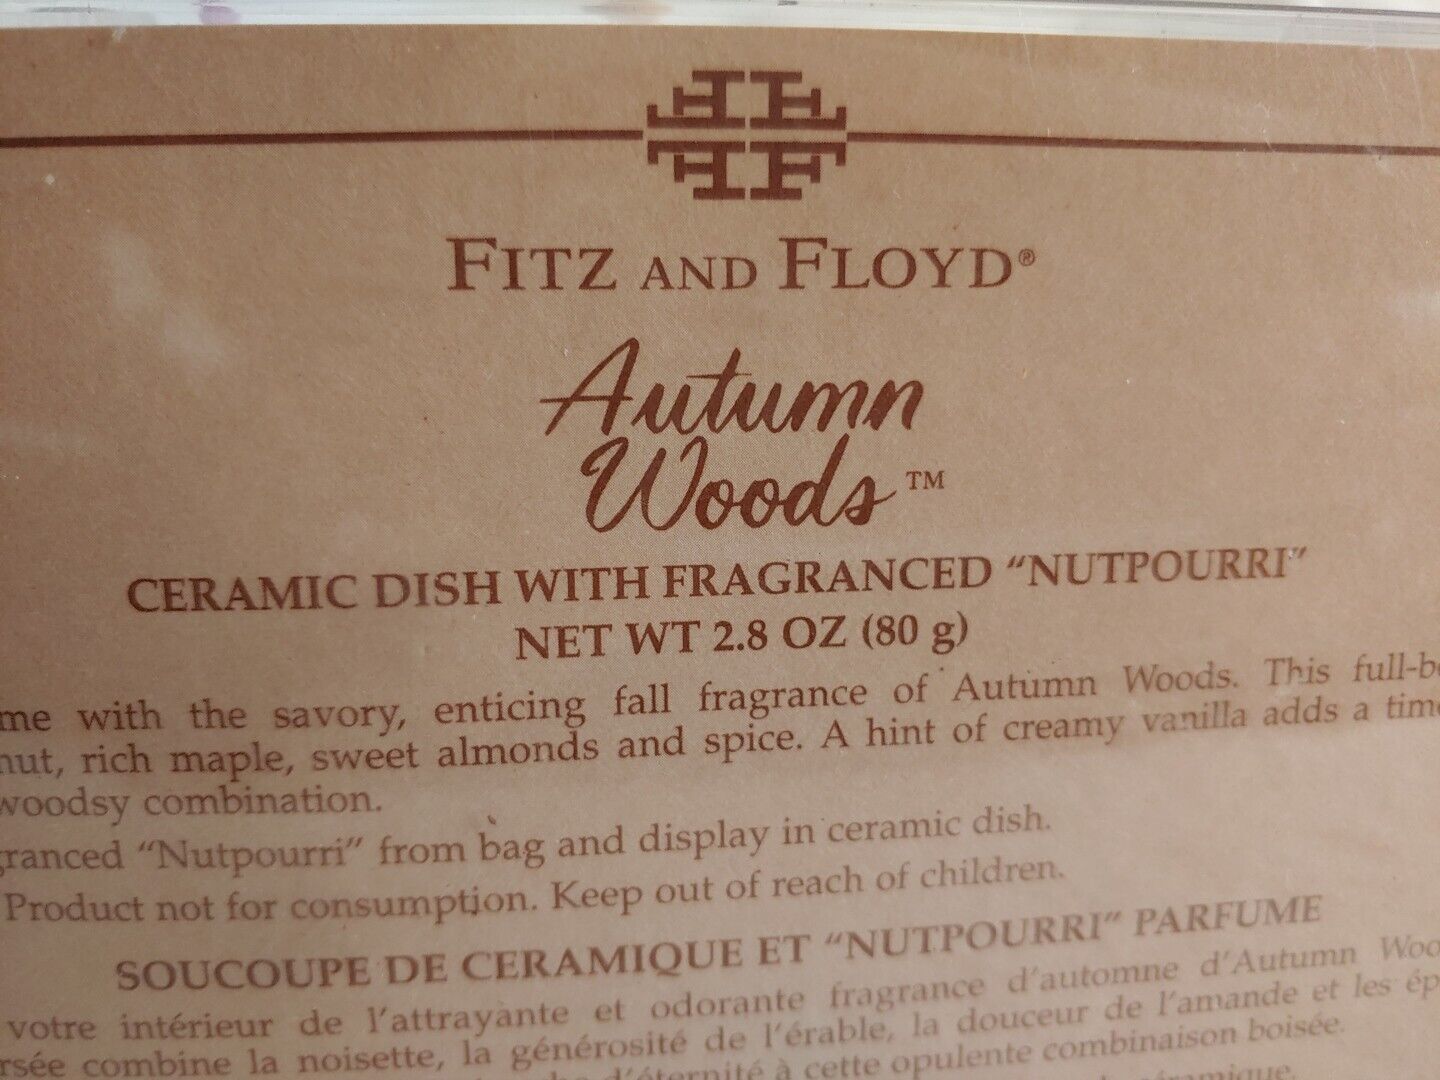 FITZ AND FLOYD®
Autumn
Woods™
CERAMIC DISH WITH FRAGRANCED “NUTPOURRI”
NET WT 2.8 OZ (80 g)
me with the savory, enticing fall fragrance of Autumn Woods. This full-b
nut, rich maple, sweet almonds and spice. A hint of creamy vanilla adds a tim
woodsy combination.
granced “Nutpourri” from bag and display in ceramic dish.
Product not for consumption. Keep out of reach of children.
SOUCOUPE DE CERAMIQUE ET “NUTPOURRI” PARFUME
votre intérieur de l’attrayante et odorante fragrance d’automne d’Autumn Woo
rsée combine la noisette, la générosité de l’érable, la douceur de l’amande et les ép
d’éternité à cette opulente combinaison boisée.